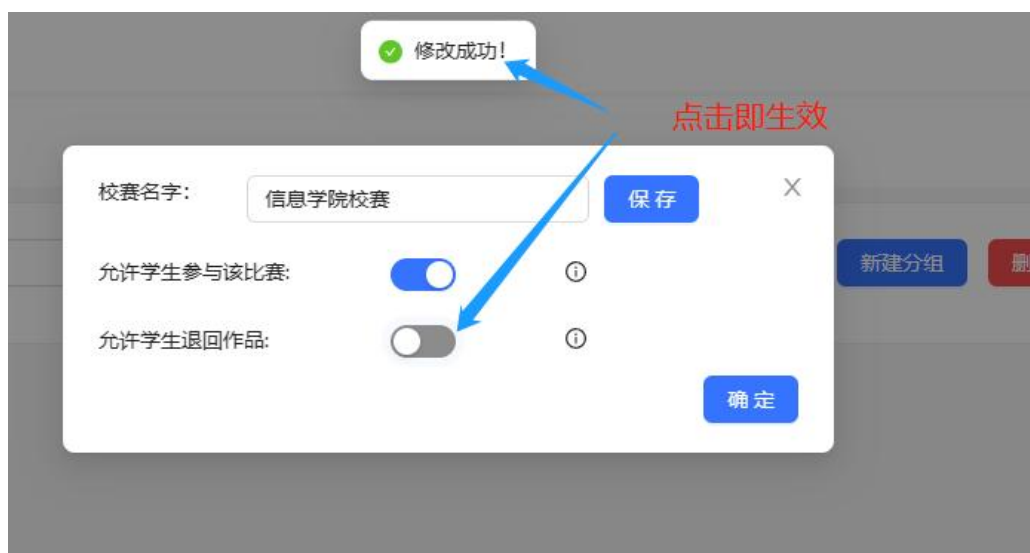 修改成功!
点击即生效
校赛名字:
信息学院校赛
保存
允许学生参与该比赛:
新建分组
删
允许学生退回作品:
确定